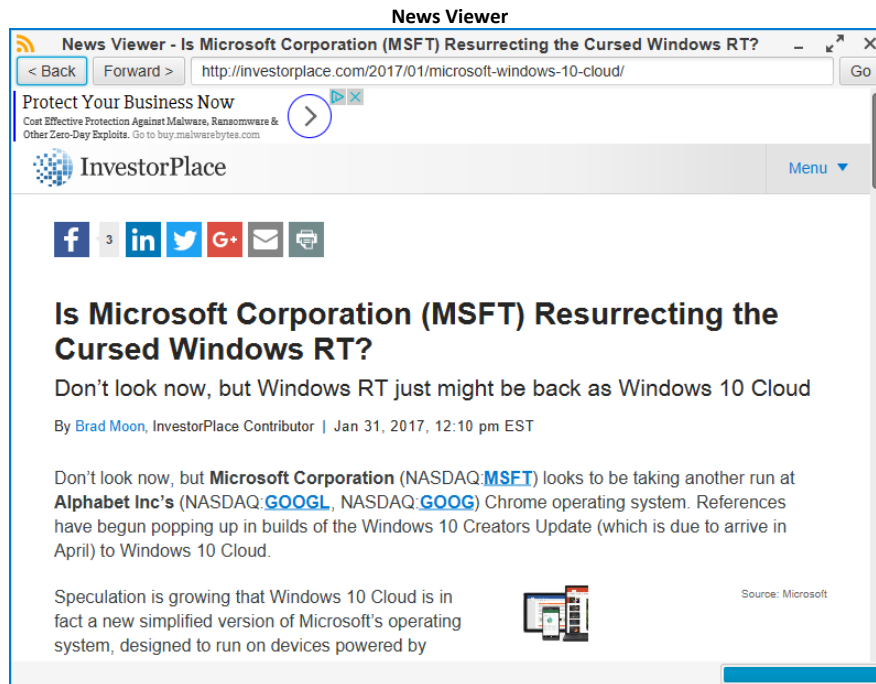 News Viewer
News Viewer - Is Microsoft Corporation (MSFT) Resurrecting the Cursed Windows RT?
< Back Forward > http://investorplace.com/2017/01/microsoft-windows-10-cloud/ Go
Protect Your Business Now
Cost Effective Protection Against Malware, Ransomware &
Other Zero-Day Exploits. Go to buy.malwarebytes.com
InvestorPlace Menu
f 3 in G+
Is Microsoft Corporation (MSFT) Resurrecting the
Cursed Windows RT?
Don’t look now, but Windows RT just might be back as Windows 10 Cloud
By Brad Moon, InvestorPlace Contributor | Jan 31, 2017, 12:10 pm EST
Don’t look now, but Microsoft Corporation (NASDAQ:MSFT) looks to be taking another run at
Alphabet Inc’s (NASDAQ:GOOGL, NASDAQ:GOOG) Chrome operating system. References
have begun popping up in builds of the Windows 10 Creators Update (which is due to arrive in
April) to Windows 10 Cloud.
Speculation is growing that Windows 10 Cloud is in
fact a new simplified version of Microsoft’s operating
system, designed to run on devices powered by
Source: Microsoft